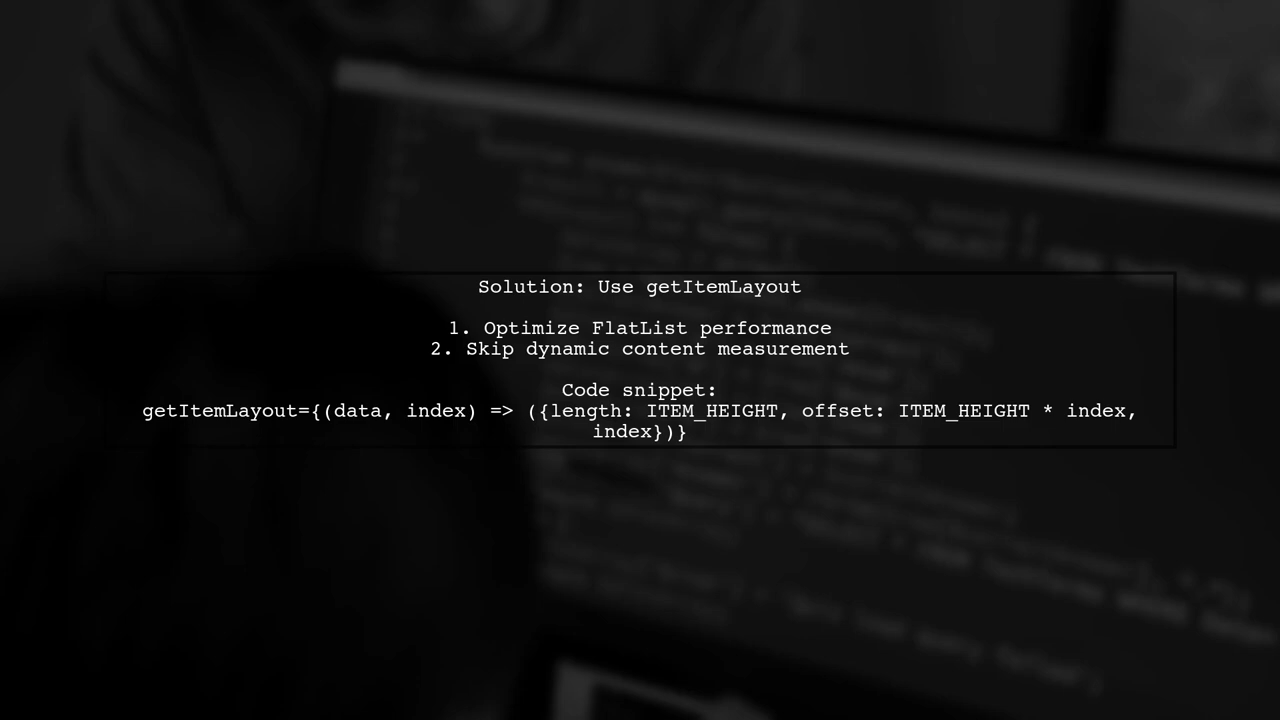 Solution: Use getItemLayout
1. Optimize FlatList performance
2. Skip dynamic content measurement
Code snippet:
getItemLayout={(data, index) => ({length: ITEM_HEIGHT, offset: ITEM_HEIGHT * index,
index})}